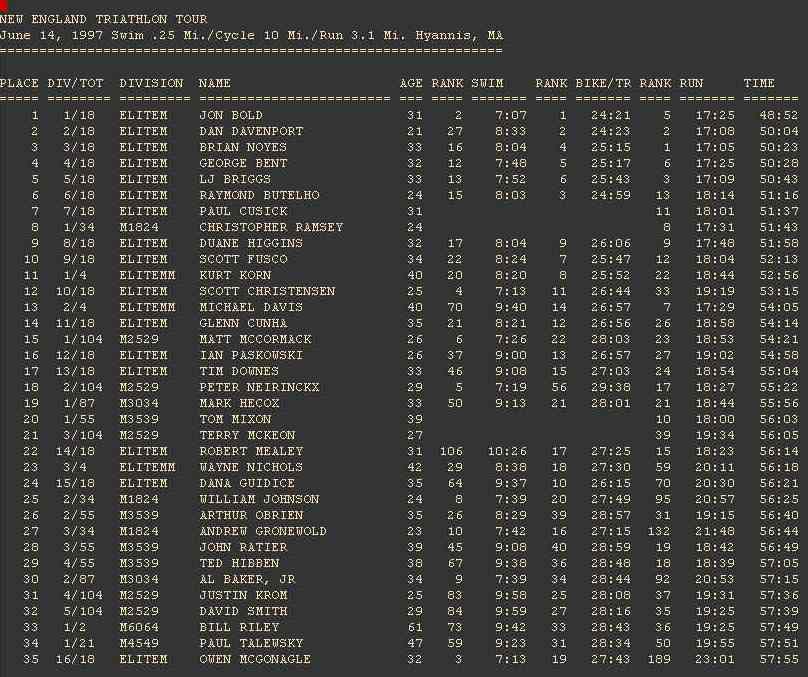 NEW ENGLAND TRIATHLON TOUR
June 14, 1997 Swim .25 Mi./Cycle 10 Mi./Run 3.1 Mi. Hyannis, MA
===============================================================
PLACE DIV/TOT DIVISION NAME AGE RANK SWIM RANK BIKE/TR RANK RUN TIME
===== ======= ========= ======================== === ==== ======= ==== ======= ==== ======= =======
1 1/18 ELITEM JON BOLD 31 2 7:07 1 24:21 5 17:25 48:52
2 2/18 ELITEM DAN DAVENPORT 21 27 8:33 2 24:23 2 17:08 50:04
3 3/18 ELITEM BRIAN NOYES 33 16 8:04 4 25:15 1 17:05 50:23
4 4/18 ELITEM GEORGE BENT 32 12 7:48 5 25:17 6 17:25 50:28
5 5/18 ELITEM LJ BRIGGS 33 13 7:52 6 25:43 3 17:09 50:43
6 6/18 ELITEM RAYMOND BUTELHO 24 15 8:03 3 24:59 13 18:14 51:16
7 7/18 ELITEM PAUL CUSICK 31 11 18:01 51:37
8 1/34 M1824 CHRISTOPHER RAMSEY 24 8 17:31 51:43
9 8/18 ELITEM DUANE HIGGINS 32 17 8:04 9 26:06 9 17:48 51:58
10 9/18 ELITEM SCOTT FUSCO 34 22 8:24 7 25:47 12 18:04 52:13
11 1/4 ELITEMM KURT KORN 40 20 8:20 8 25:52 22 18:44 52:56
12 10/18 ELITEM SCOTT CHRISTENSEN 25 4 7:13 11 26:44 33 19:19 53:15
13 2/4 ELITEMM MICHAEL DAVIS 40 70 9:40 14 26:57 7 17:29 54:05
14 11/18 ELITEM GLENN CUNHA 35 21 8:21 12 26:56 26 18:58 54:14
15 1/104 M2529 MATT MCCORMACK 26 6 7:26 22 28:03 23 18:53 54:21
16 12/18 ELITEM IAN PASKOWSKI 26 37 9:00 13 26:57 27 19:02 54:58
17 13/18 ELITEM TIM DOWNES 33 46 9:08 15 27:03 24 18:54 55:04
18 2/104 M2529 PETER NEIRINCKX 29 5 7:19 56 29:38 17 18:27 55:22
19 1/87 M3034 MARK HECOX 33 50 9:13 21 28:01 21 18:44 55:56
20 1/55 M3539 TOM MIXON 39 10 18:00 56:03
21 3/104 M2529 TERRY MCKEON 27 39 19:34 56:05
22 14/18 ELITEM ROBERT MEALEY 31 106 10:26 17 27:25 15 18:23 56:14
23 3/4 ELITEMM WAYNE NICHOLS 42 29 8:38 18 27:30 59 20:11 56:18
24 15/18 ELITEM DANA GUIDICE 35 64 9:37 10 26:15 70 20:30 56:21
25 2/34 M1824 WILLIAM JOHNSON 24 8 7:39 20 27:49 95 20:57 56:25
26 2/55 M3539 ARTHUR OBRIEN 35 26 8:29 39 28:57 31 19:15 56:40
27 3/34 M1824 ANDREW GRONEWOLD 23 10 7:42 16 27:15 132 21:48 56:44
28 3/55 M3539 JOHN RATIER 39 45 9:08 40 28:59 19 18:42 56:49
29 4/55 M3539 TED HIBBEN 38 67 9:38 36 28:48 18 18:39 57:05
30 2/87 M3034 AL BAKER, JR 34 9 7:39 34 28:44 92 20:53 57:15
31 4/104 M2529 JUSTIN KROM 25 83 9:58 25 28:08 37 19:31 57:36
32 5/104 M2529 DAVID SMITH 29 84 9:59 27 28:16 35 19:25 57:39
33 1/2 M6064 BILL RILEY 61 73 9:42 33 28:43 36 19:25 57:49
34 1/21 M4549 PAUL TALEWSKY 47 59 9:23 31 28:34 50 19:55 57:51
35 16/18 ELITEM OWEN MCGONAGLE 32 3 7:13 19 27:43 189 23:01 57:55